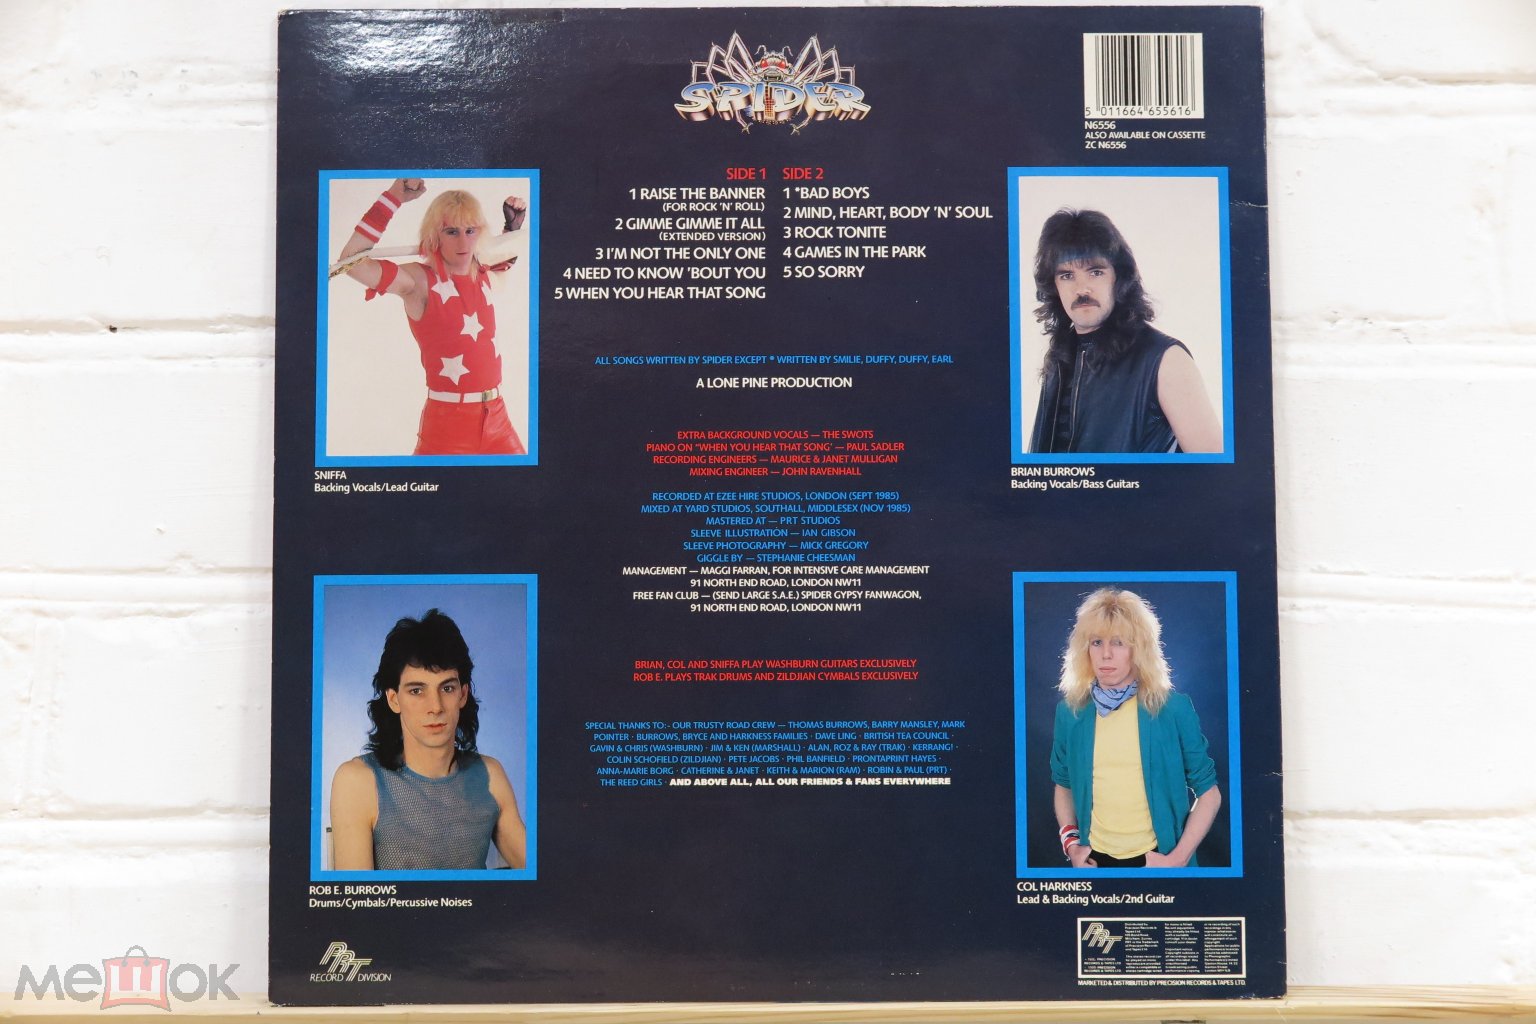 SPIDER
5 011664 655616
N6556
ALSO AVAILABLE ON CASSETTE
ZC N6556
SIDE 1
1 RAISE THE BANNER
(FOR ROCK 'N' ROLL)
2 GIMME GIMME IT ALL
(EXTENDED VERSION)
3 I'M NOT THE ONLY ONE
4 NEED TO KNOW 'BOUT YOU
5 WHEN YOU HEAR THAT SONG
SIDE 2
1 *BAD BOYS
2 MIND, HEART, BODY 'N' SOUL
3 ROCK TONITE
4 GAMES IN THE PARK
5 SO SORRY
ALL SONGS WRITTEN BY SPIDER EXCEPT * WRITTEN BY SMILIE, DUFFY, DUFFY, EARL
A LONE PINE PRODUCTION
EXTRA BACKGROUND VOCALS — THE SWOTS
PIANO ON "WHEN YOU HEAR THAT SONG' — PAUL SADLER
RECORDING ENGINEERS — MAURICE & JANET MULLIGAN
MIXING ENGINEER — JOHN RAVENHALL
RECORDED AT EZEE HIRE STUDIOS, LONDON (SEPT 1985)
MIXED AT YARD STUDIOS, SOUTHALL, MIDDLESEX (NOV 1985)
MASTERED AT — PRT STUDIOS
SLEEVE ILLUSTRATION — IAN GIBSON
SLEEVE PHOTOGRAPHY — MICK GREGORY
GIGGLE BY — STEPHANIE CHEESMAN
MANAGEMENT — MAGGI FARRAN, FOR INTENSIVE CARE MANAGEMENT
91 NORTH END ROAD, LONDON NW11
FREE FAN CLUB — (SEND LARGE S.A.E.) SPIDER GYPSY FANWAGON,
91 NORTH END ROAD, LONDON NW11
BRIAN, COL AND SNIFFA PLAY WASHBURN GUITARS EXCLUSIVELY
ROB E. PLAYS TRAK DRUMS AND ZILDJIAN CYMBALS EXCLUSIVELY
SPECIAL THANKS TO:- OUR TRUSTY ROAD CREW — THOMAS BURROWS, BARRY MANSLEY, MARK
POINTER · BURROWS, BRYCE AND HARKNESS FAMILIES · DAVE LING · BRITISH TEA COUNCIL ·
GAVIN & CHRIS (WASHBURN) · JIM & KEN (MARSHALL) · ALAN, ROZ & RAY (TRAK) · KERRANG! ·
COLIN SCHOFIELD (ZILDJIAN) · PETE JACOBS · PHIL BANFIELD · PRONTAPRINT HAYES ·
ANNA-MARIE BORG · CATHERINE & JANET · KEITH & MARION (RAM) · ROBIN & PAUL (PRT) ·
THE REED GIRLS · AND ABOVE ALL, ALL OUR FRIENDS & FANS EVERYWHERE
SNIFFA
Backing Vocals/Lead Guitar
BRIAN BURROWS
Backing Vocals/Bass Guitars
ROB E. BURROWS
Drums/Cymbals/Percussive Noises
COL HARKNESS
Lead & Backing Vocals/2nd Guitar
PRT
RECORD DIVISION
PRT
MARKETED & DISTRIBUTED BY PRECISION RECORDS & TAPES LTD.
мешок